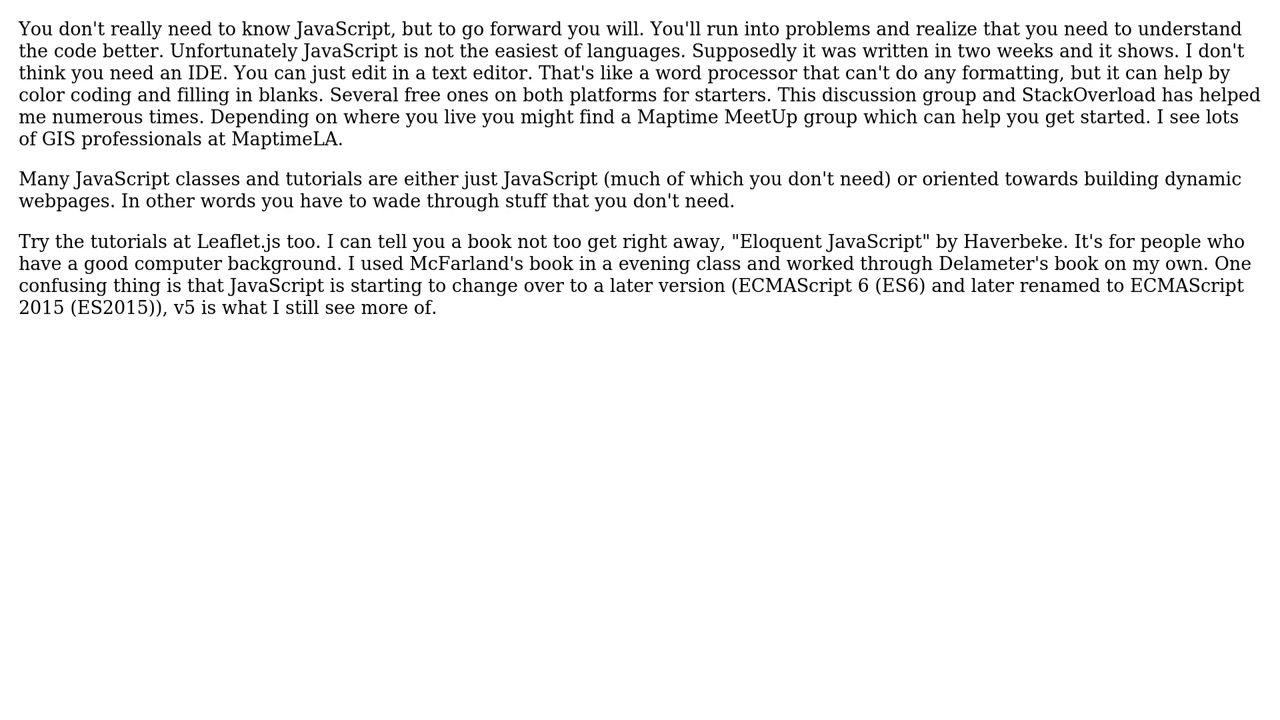 You don't really need to know JavaScript, but to go forward you will. You'll run into problems and realize that you need to understand
the code better. Unfortunately JavaScript is not the easiest of languages. Supposedly it was written in two weeks and it shows. I don't
think you need an IDE. You can just edit in a text editor. That's like a word processor that can't do any formatting, but it can help by
color coding and filling in blanks. Several free ones on both platforms for starters. This discussion group and StackOverload has helped
me numerous times. Depending on where you live you might find a Maptime MeetUp group which can help you get started. I see lots
of GIS professionals at MaptimeLA.
Many JavaScript classes and tutorials are either just JavaScript (much of which you don't need) or oriented towards building dynamic
webpages. In other words you have to wade through stuff that you don't need.
Try the tutorials at Leaflet.js too. I can tell you a book not too get right away, "Eloquent JavaScript" by Haverbeke. It's for people who
have a good computer background. I used McFarland's book in a evening class and worked through Delameter's book on my own. One
confusing thing is that JavaScript is starting to change over to a later version (ECMAScript 6 (ES6) and later renamed to ECMAScript
2015 (ES2015)), v5 is what I still see more of.